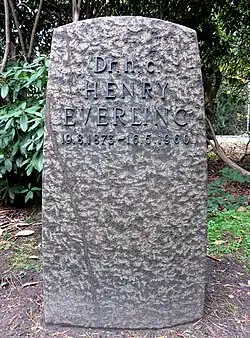 Dr. h. c.
HENRY
EVERLING
19.8.1873–16.5.1960